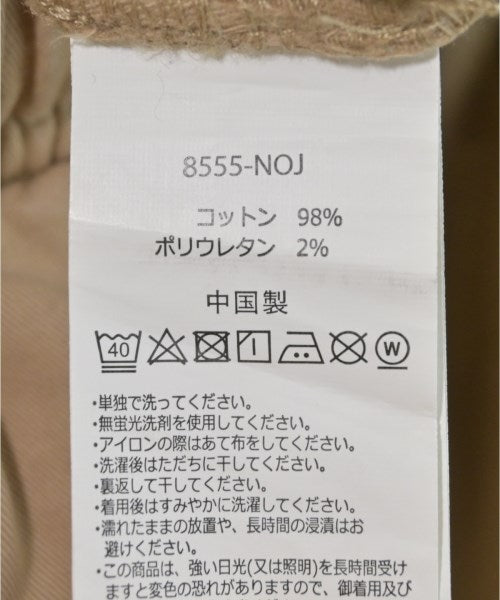 8555-NOJ
コットン 98%
ポリウレタン 2%
中国製
40 W
・単独で洗ってください。
・無蛍光洗剤を使用してください。
・アイロンの際はあて布をしてください。
・洗濯後はただちに干してください。
・裏返して干してください。
・着用後はすみやかに洗濯してください。
・濡れたままの放置や、長時間の浸漬はお
避けください。
・この商品は、強い日光(又は照明)を長時間受け
ますと変色の恐れがありますので、御着用及び